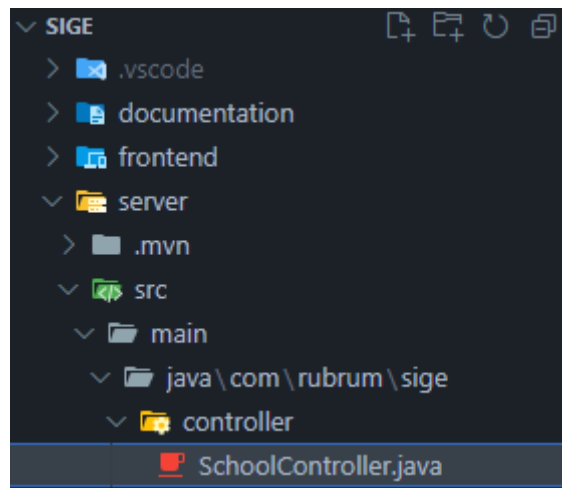 SIGE
.vscode
documentation
frontend
server
.mvn
src
main
java\com\rubrum\sige
controller
SchoolController.java